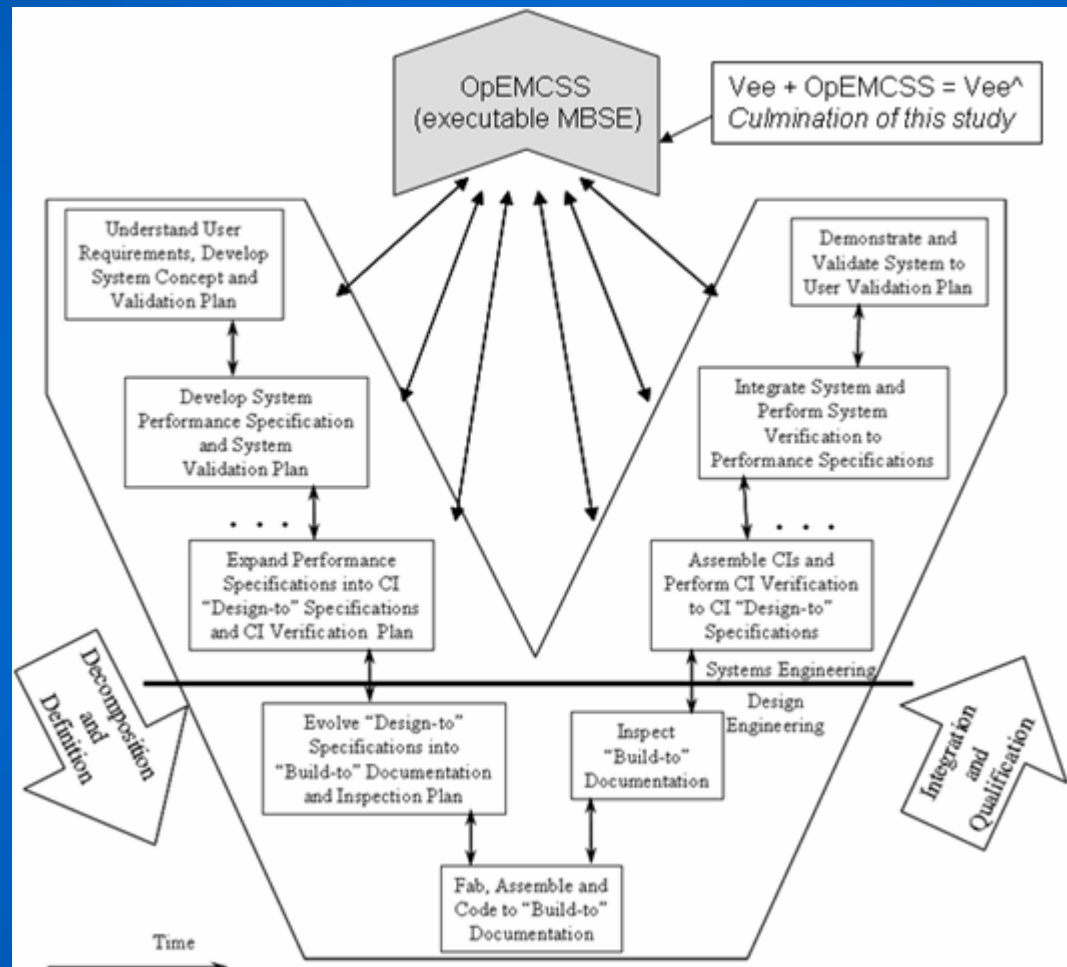 OpEMCSS
(executable MBSE)
Vee + OpEMCSS = Vee^
Culmination of this study
Understand User
Requirements, Develop
System Concept and
Validation Plan
Demonstrate and
Validate System to
User Validation Plan
Develop System
Performance Specification
and System
Validation Plan
Integrate System and
Perform System
Verification to
Performance Specifications
. . .
. . .
Expand Performance
Specifications into CI
“Design-to” Specifications
and CI Verification Plan
Assemble CIs and
Perform CI Verification
to CI “Design-to”
Specifications
Systems Engineering
Design
Engineering
Decomposition
and
Definition
Integration
and
Qualification
Evolve “Design-to”
Specifications into
“Build-to” Documentation
and Inspection Plan
Inspect
“Build-to”
Documentation
Fab, Assemble and
Code to “Build-to”
Documentation
Time